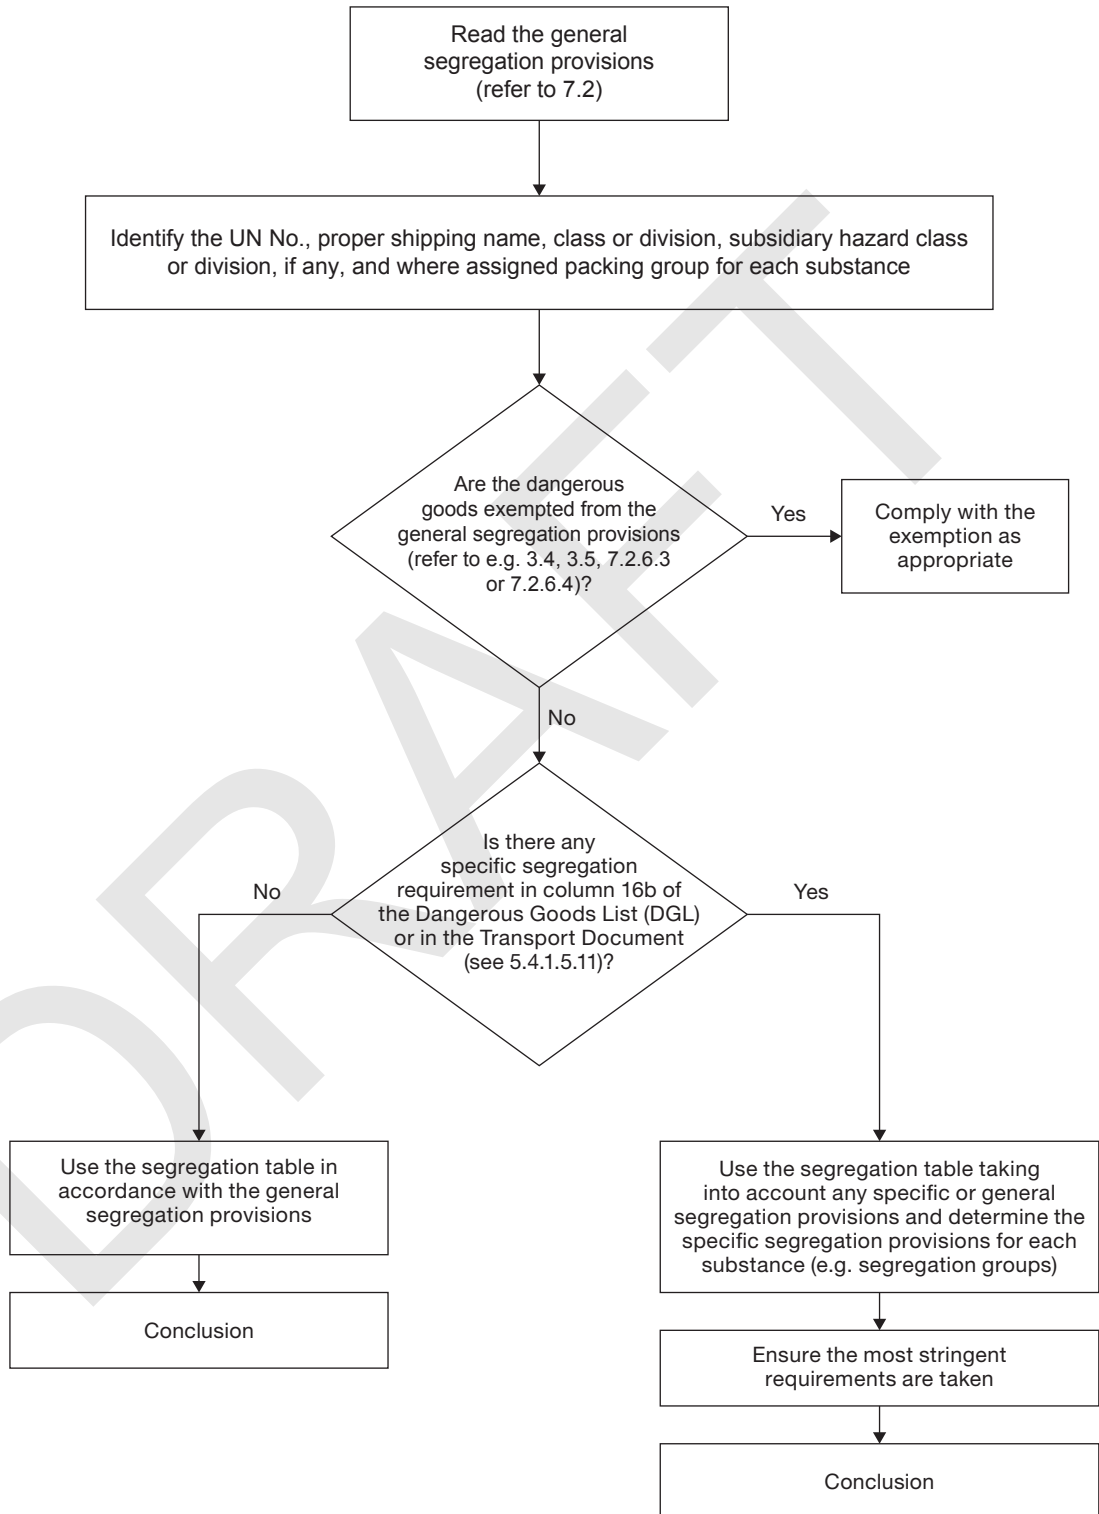 Read the general
segregation provisions
(refer to 7.2)
Identify the UN No., proper shipping name, class or division, subsidiary hazard class
or division, if any, and where assigned packing group for each substance
Are the dangerous
goods exempted from the
general segregation provisions
(refer to e.g. 3.4, 3.5, 7.2.6.3
or 7.2.6.4)?
Yes
Comply with the
exemption as
appropriate
No
Is there any
specific segregation
requirement in column 16b of
the Dangerous Goods List (DGL)
or in the Transport Document
(see 5.4.1.5.11)?
No
Yes
Use the segregation table in
accordance with the general
segregation provisions
Conclusion
Use the segregation table taking
into account any specific or general
segregation provisions and determine the
specific segregation provisions for each
substance (e.g. segregation groups)
Ensure the most stringent
requirements are taken
Conclusion
DRAFT